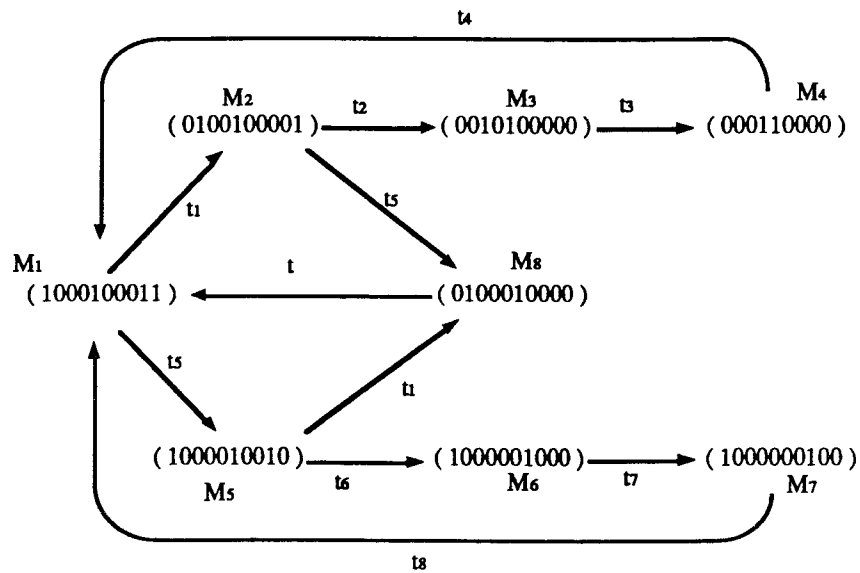 t4
M2
t2
M3
t3
M4
(0100100001)
(0010100000)
(000110000)
t1
t5
M1
t
M8
(1000100011)
(0100010000)
t5
t1
(1000010010)
(1000001000)
(1000000100)
M5
t6
M6
t7
M7
t8